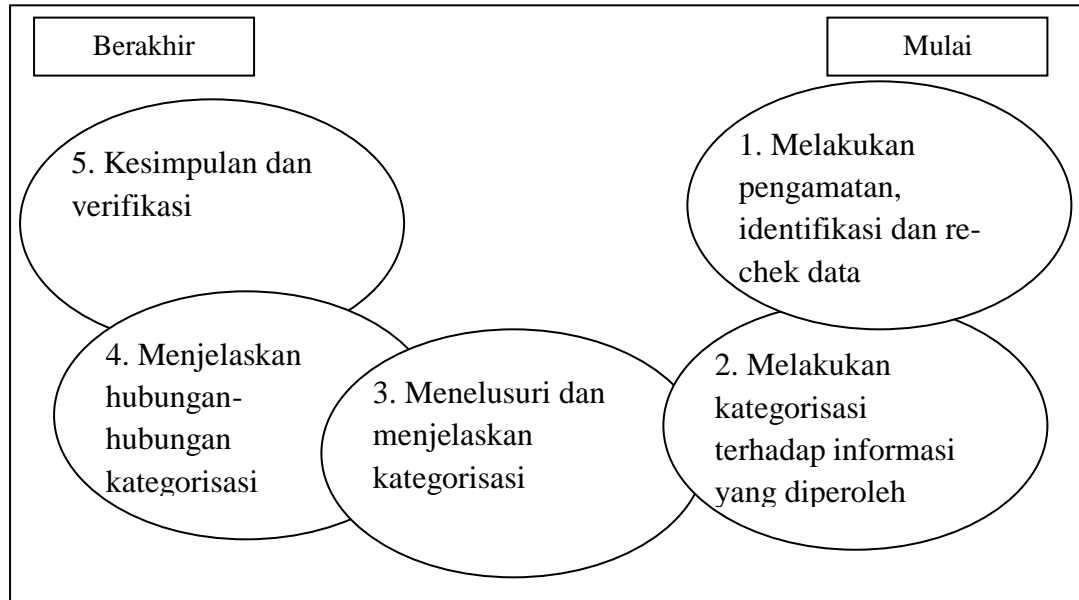 Berakhir
Mulai
1. Melakukan
pengamatan,
identifikasi dan re-
chek data
2. Melakukan
kategorisasi
terhadap informasi
yang diperoleh
3. Menelusuri dan
menjelaskan
kategorisasi
4. Menjelaskan
hubungan-
hubungan
kategorisasi
5. Kesimpulan dan
verifikasi